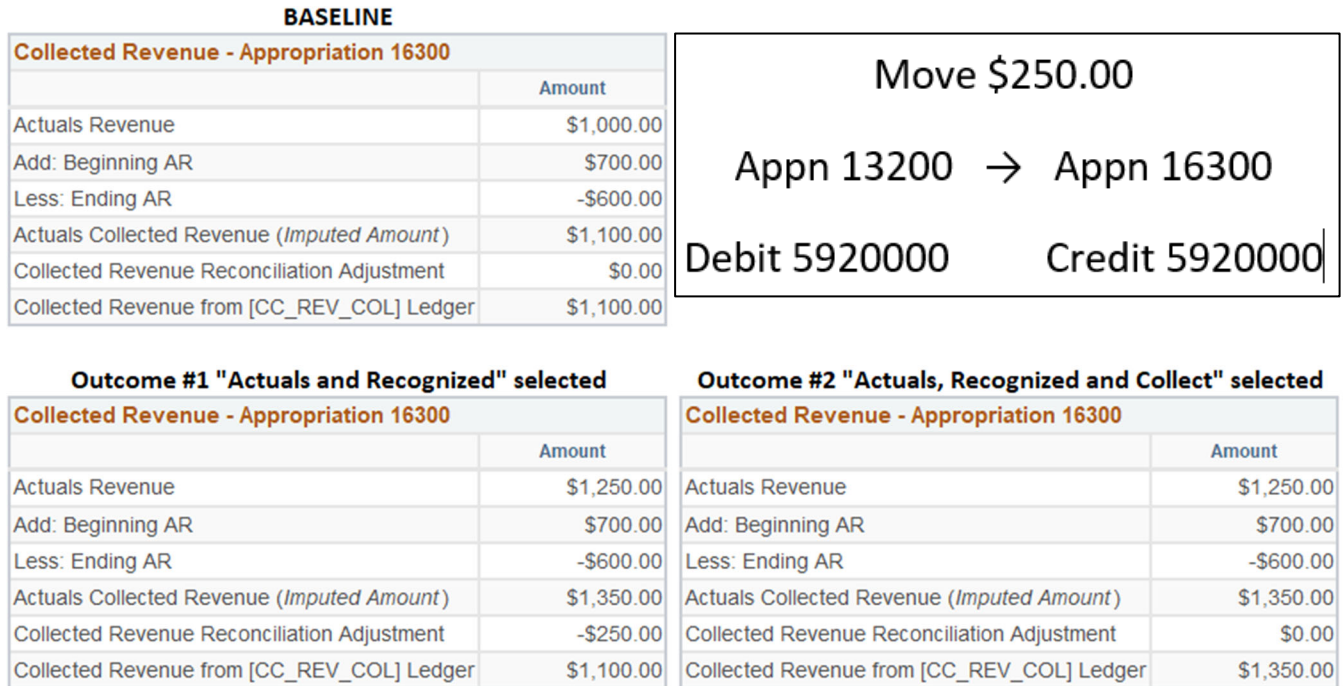 BASELINE
Collected Revenue - Appropriation 16300
Amount
Actuals Revenue $1,000.00
Add: Beginning AR $700.00
Less: Ending AR -$600.00
Actuals Collected Revenue (Imputed Amount) $1,100.00
Collected Revenue Reconciliation Adjustment $0.00
Collected Revenue from [CC_REV_COL] Ledger $1,100.00
Move $250.00
Appn 13200 → Appn 16300
Debit 5920000 Credit 5920000
Outcome #1 "Actuals and Recognized" selected
Collected Revenue - Appropriation 16300
Amount
Actuals Revenue $1,250.00
Add: Beginning AR $700.00
Less: Ending AR -$600.00
Actuals Collected Revenue (Imputed Amount) $1,350.00
Collected Revenue Reconciliation Adjustment -$250.00
Collected Revenue from [CC_REV_COL] Ledger $1,100.00
Outcome #2 "Actuals, Recognized and Collect" selected
Collected Revenue - Appropriation 16300
Amount
Actuals Revenue $1,250.00
Add: Beginning AR $700.00
Less: Ending AR -$600.00
Actuals Collected Revenue (Imputed Amount) $1,350.00
Collected Revenue Reconciliation Adjustment $0.00
Collected Revenue from [CC_REV_COL] Ledger $1,350.00